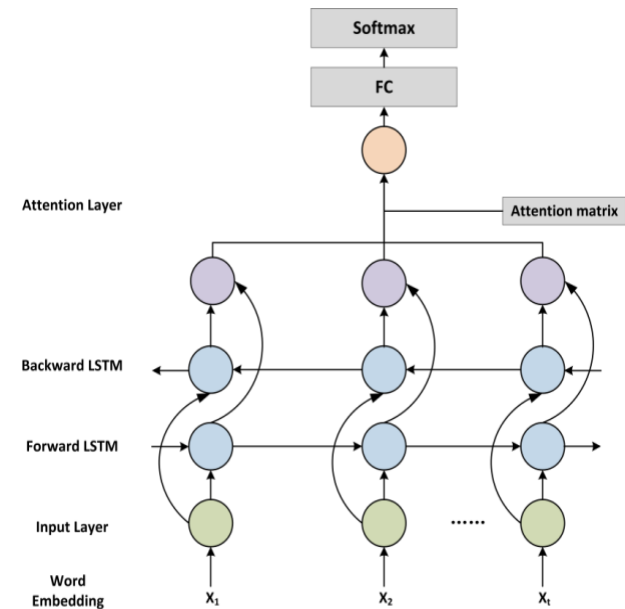 Softmax
FC
Attention Layer
Attention matrix
Backward LSTM
Forward LSTM
Input Layer
......
Word
Embedding
X₁
X₂
Xₜ